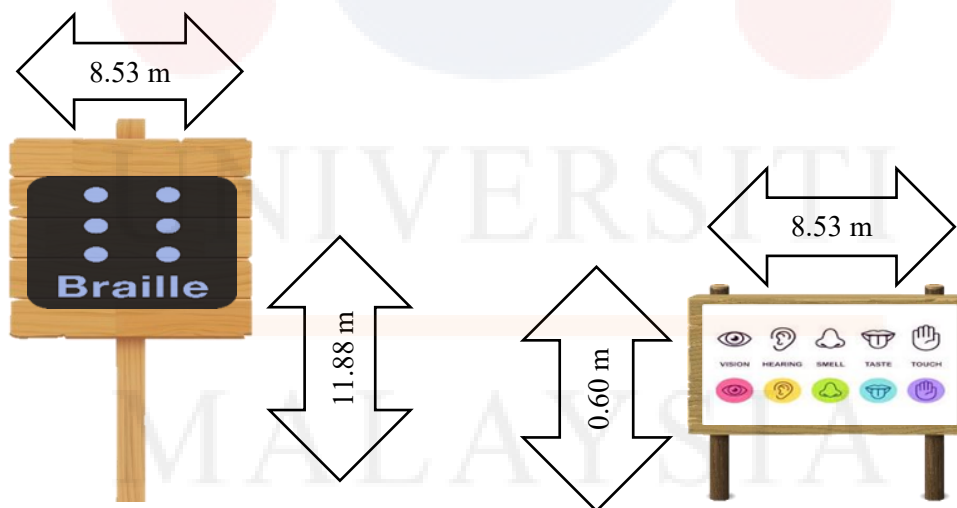 8.53 m
Braille
11.88 m
0.60 m
8.53 m
VISION HEARING SMELL TASTE TOUCH
UNIVERSITI
MALAYSIA